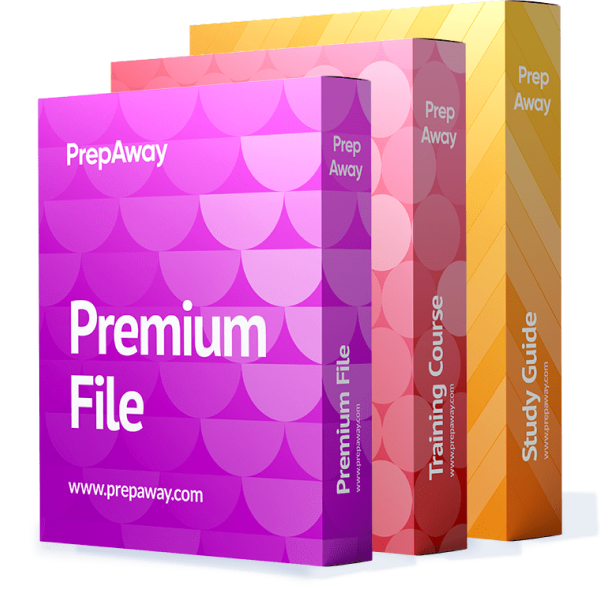 PrepAway
Premium
File
www.prepaway.com
Prep
Away
Premium File
www.prepaway.com
Prep
Away
Training Course
www.prepaway.com
Prep
Away
Study Guide
www.prepaway.com